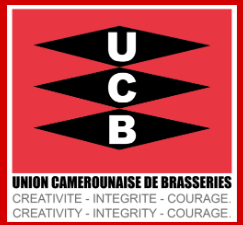 U
C
B
UNION CAMEROUNAISE DE BRASSERIES
CREATIVITE - INTEGRITE - COURAGE.
CREATIVITY - INTEGRITY - COURAGE.